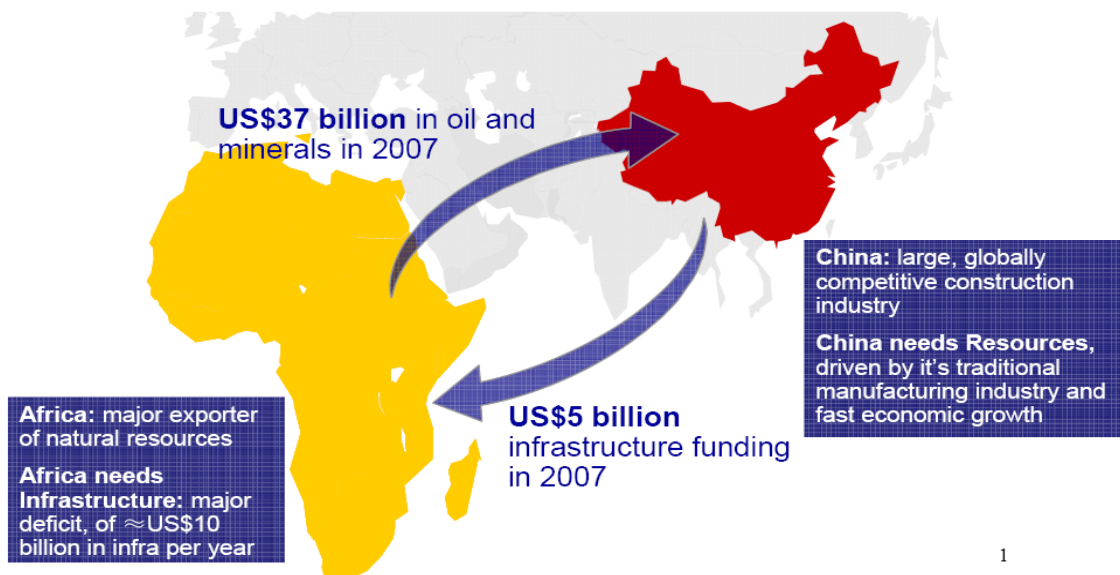 US$37 billion in oil and
minerals in 2007
China: large, globally
competitive construction
industry
China needs Resources,
driven by it's traditional
manufacturing industry and
fast economic growth
Africa: major exporter
of natural resources
Africa needs
Infrastructure: major
deficit, of ≈US$10
billion in infra per year
US$5 billion
infrastructure funding
in 2007
1